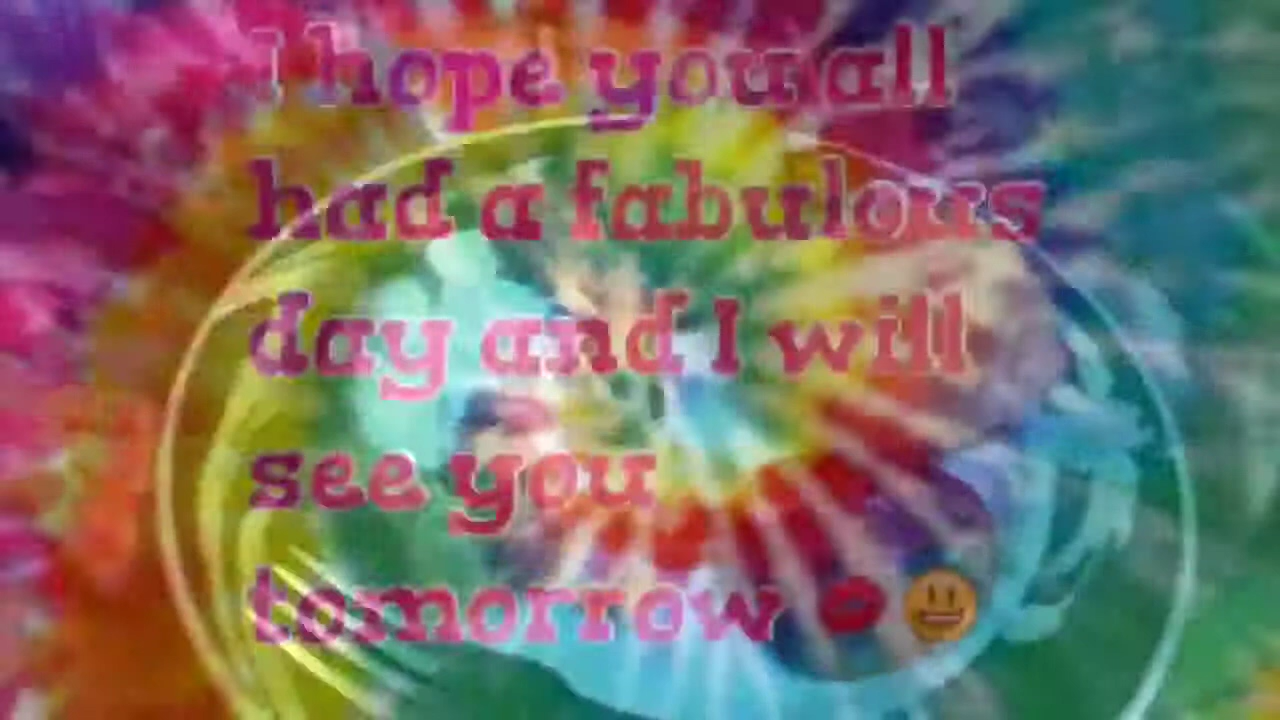 I hope you all
had a fabulous
day and I will
see you
tomorrow 💋 😃